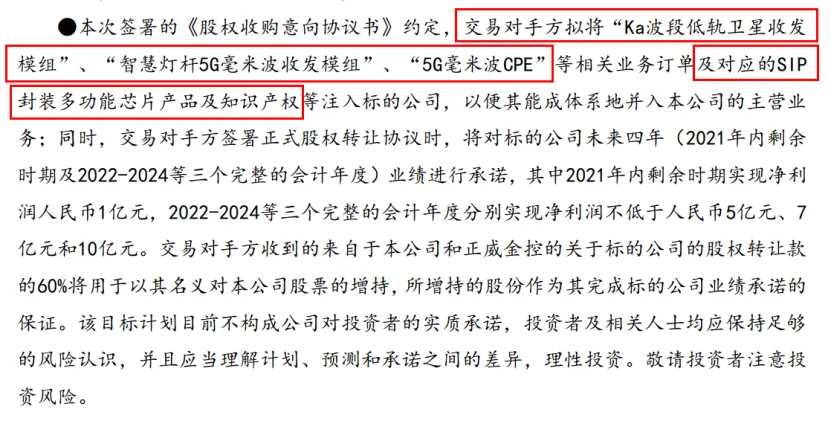 ●本次签署的《股权收购意向协议书》约定，交易对手方拟将“Ka波段低轨卫星收发
模组”、“智慧灯杆5G毫米波收发模组”、“5G毫米波CPE”等相关业务订单及对应的SIP
封装多功能芯片产品及知识产权等注入标的公司，以便其能成体系地并入本公司的主营业
务；同时，交易对手方签署正式股权转让协议时，将对标的公司未来四年（2021年内剩余
时期及2022-2024等三个完整的会计年度）业绩进行承诺，其中2021年内剩余时期实现净利
润人民币1亿元，2022-2024等三个完整的会计年度分别实现净利润不低于人民币5亿元、7
亿元和10亿元。交易对手方收到的来自于本公司和正威金控的关于标的公司的股权转让款
的60%将用于以其名义对本公司股票的增持，所增持的股份作为其完成标的公司业绩承诺的
保证。该目标计划目前不构成公司对投资者的实质承诺，投资者及相关人士均应保持足够
的风险认识，并且应当理解计划、预测和承诺之间的差异，理性投资。敬请投资者注意投
资风险。